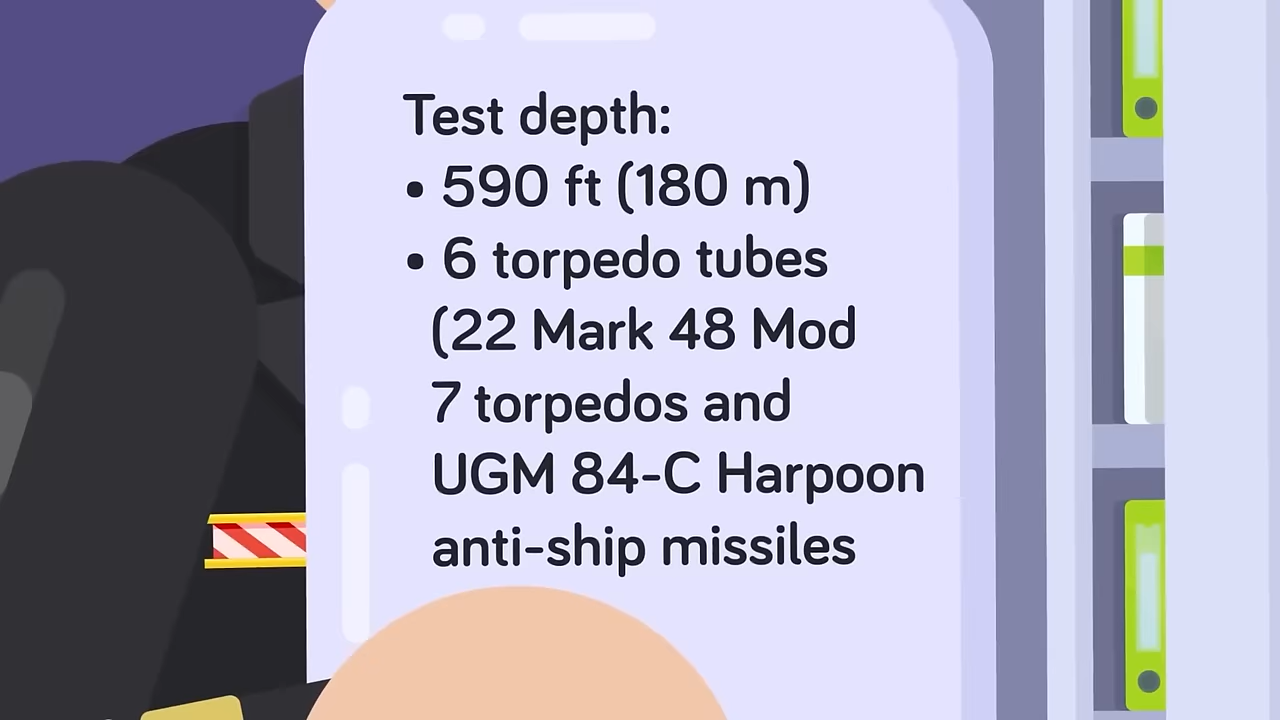 Test depth:
• 590 ft (180 m)
• 6 torpedo tubes
(22 Mark 48 Mod
7 torpedos and
UGM 84-C Harpoon
anti-ship missiles